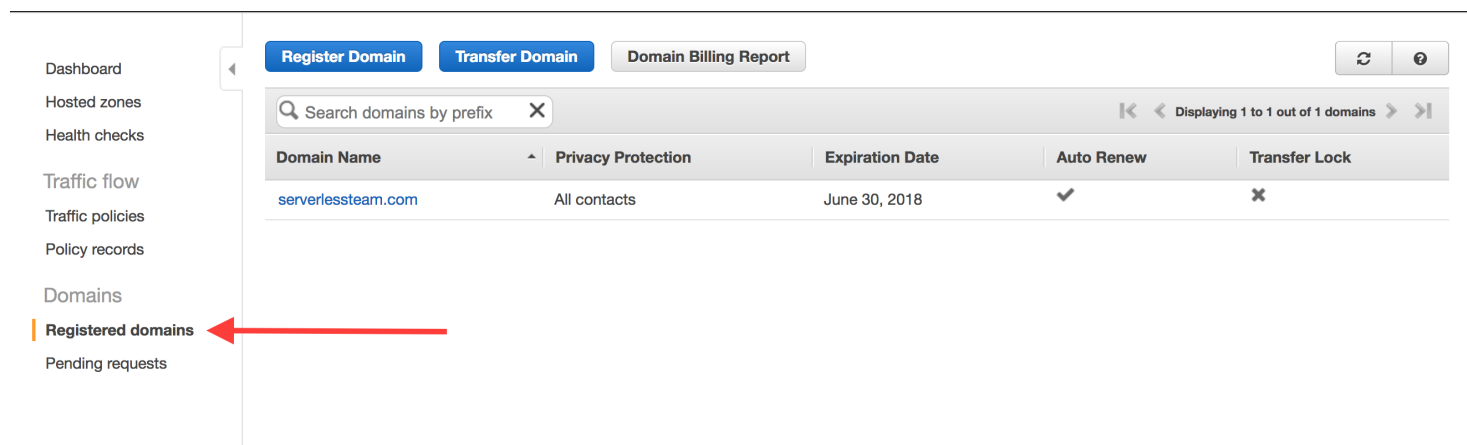 Dashboard
Hosted zones
Health checks
Traffic flow
Traffic policies
Policy records
Domains
Registered domains
Pending requests
Register Domain Transfer Domain Domain Billing Report
Search domains by prefix Displaying 1 to 1 out of 1 domains
Domain Name Privacy Protection Expiration Date Auto Renew Transfer Lock
serverlessteam.com All contacts June 30, 2018